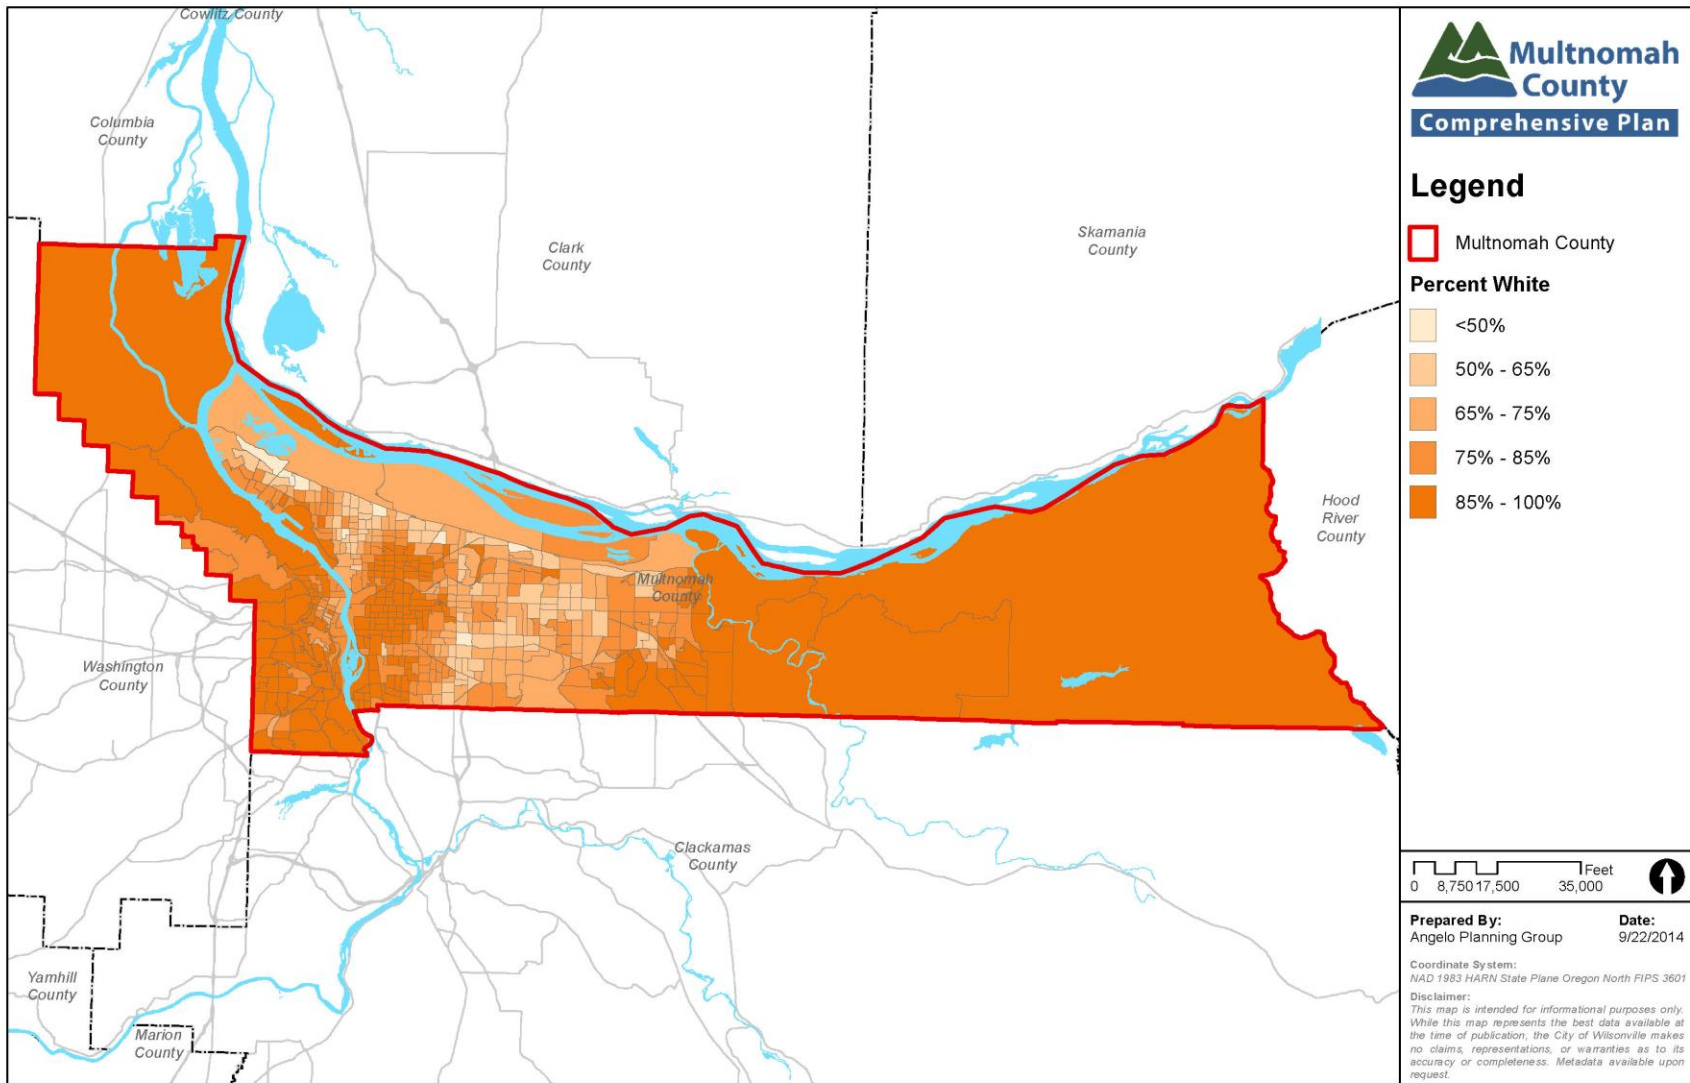 Cowlitz County
Columbia
County
Clark
County
Skamania
County
Hood
River
County
Multnomah
County
Washington
County
Clackamas
County
Yamhill
County
Marion
County
Multnomah
County
Comprehensive Plan
Legend
Multnomah County
Percent White
<50%
50% - 65%
65% - 75%
75% - 85%
85% - 100%
Feet
0 8,750 17,500 35,000
Prepared By: Date:
Angelo Planning Group 9/22/2014
Coordinate System:
NAD 1983 HARN State Plane Oregon North FIPS 3601
Disclaimer:
This map is intended for informational purposes only.
While this map represents the best data available at
the time of publication, the City of Wilsonville makes
no claims, representations, or warranties as to its
accuracy or completeness. Metadata available upon
request.